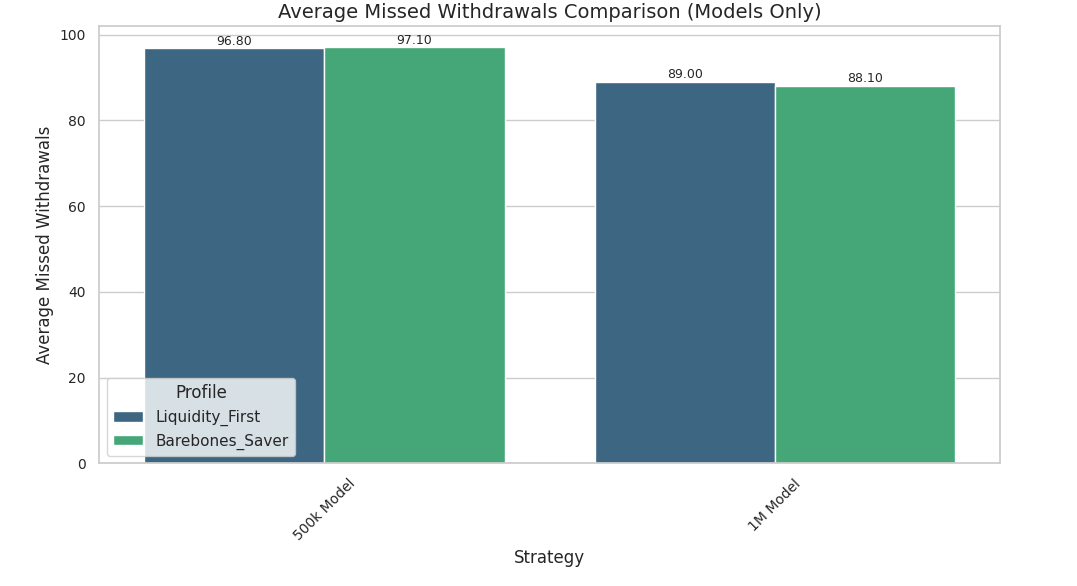 Average Missed Withdrawals Comparison (Models Only)
Average Missed Withdrawals
100
80
60
40
20
0
96.80
97.10
89.00
88.10
Profile
Liquidity_First
Barebones_Saver
500k Model
1M Model
Strategy